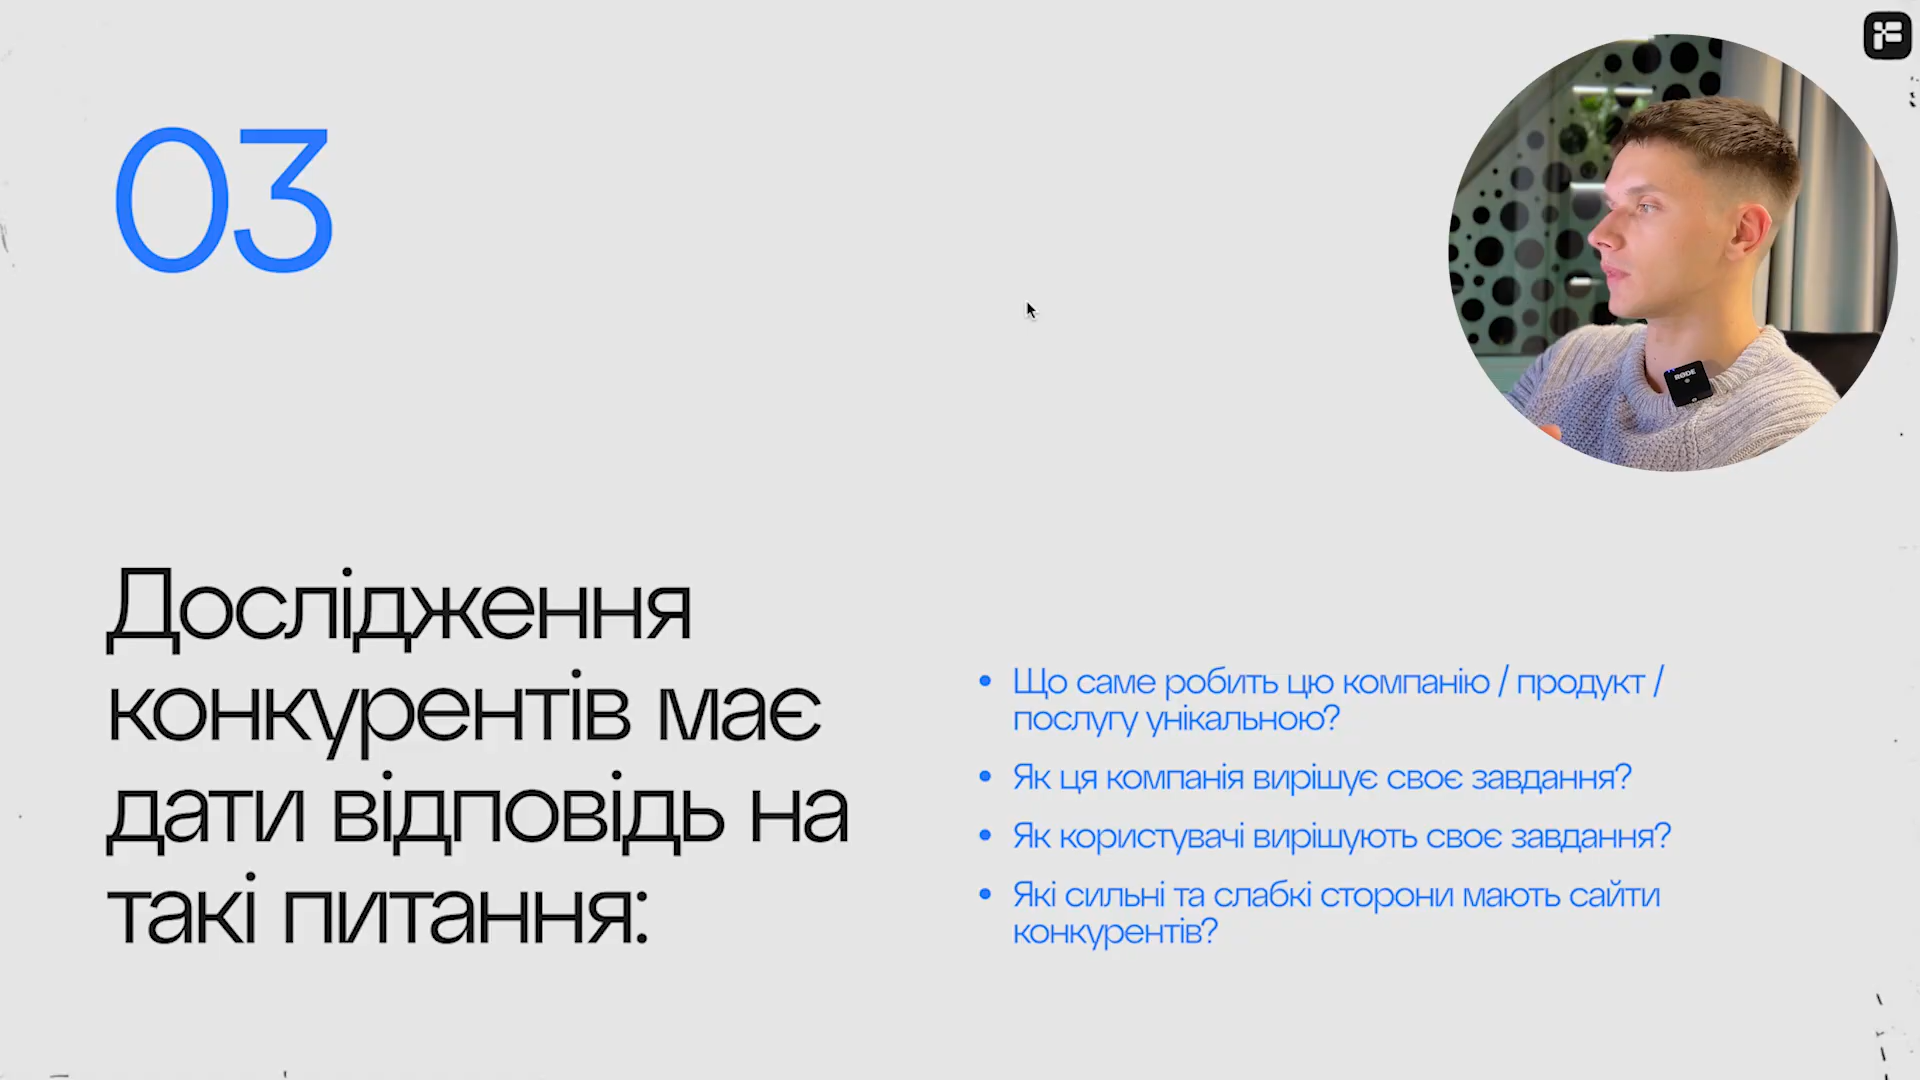 03
RØDE
Дослідження
конкурентів має
дати відповідь на
такі питання:
• Що саме робить цю компанію / продукт /
послугу унікальною?
• Як ця компанія вирішує своє завдання?
• Як користувачі вирішують своє завдання?
• Які сильні та слабкі сторони мають сайти
конкурентів?